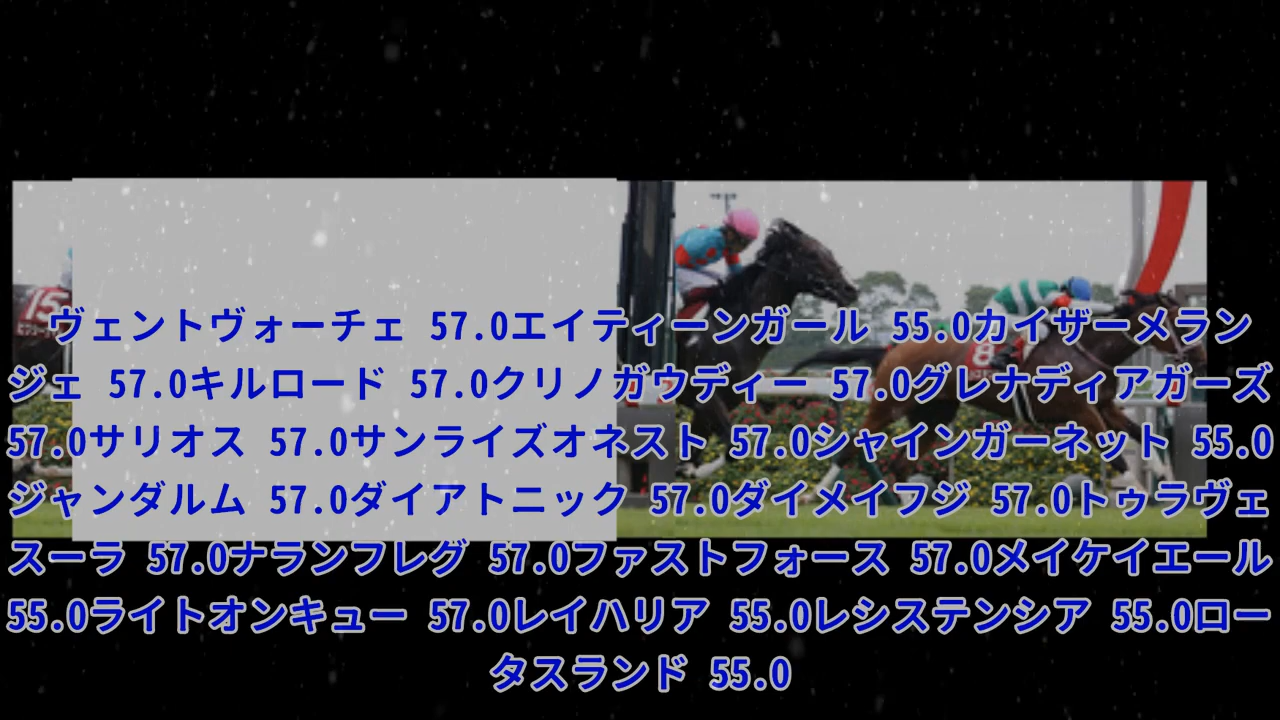 15
8
ヴェントヴォーチェ 57.0エイティーンガール 55.0カイザーメラン
ジェ 57.0キルロード 57.0クリノガウディー 57.0グレナディアガーズ
57.0サリオス 57.0サンライズオネスト 57.0シャインガーネット 55.0
ジャンダルム 57.0ダイアトニック 57.0ダイメイフジ 57.0トゥラヴェ
スーラ 57.0ナランフレグ 57.0ファストフォース 57.0メイケイエール
55.0ライトオンキュー 57.0レイハリア 55.0レシステンシア 55.0ロー
タスランド 55.0